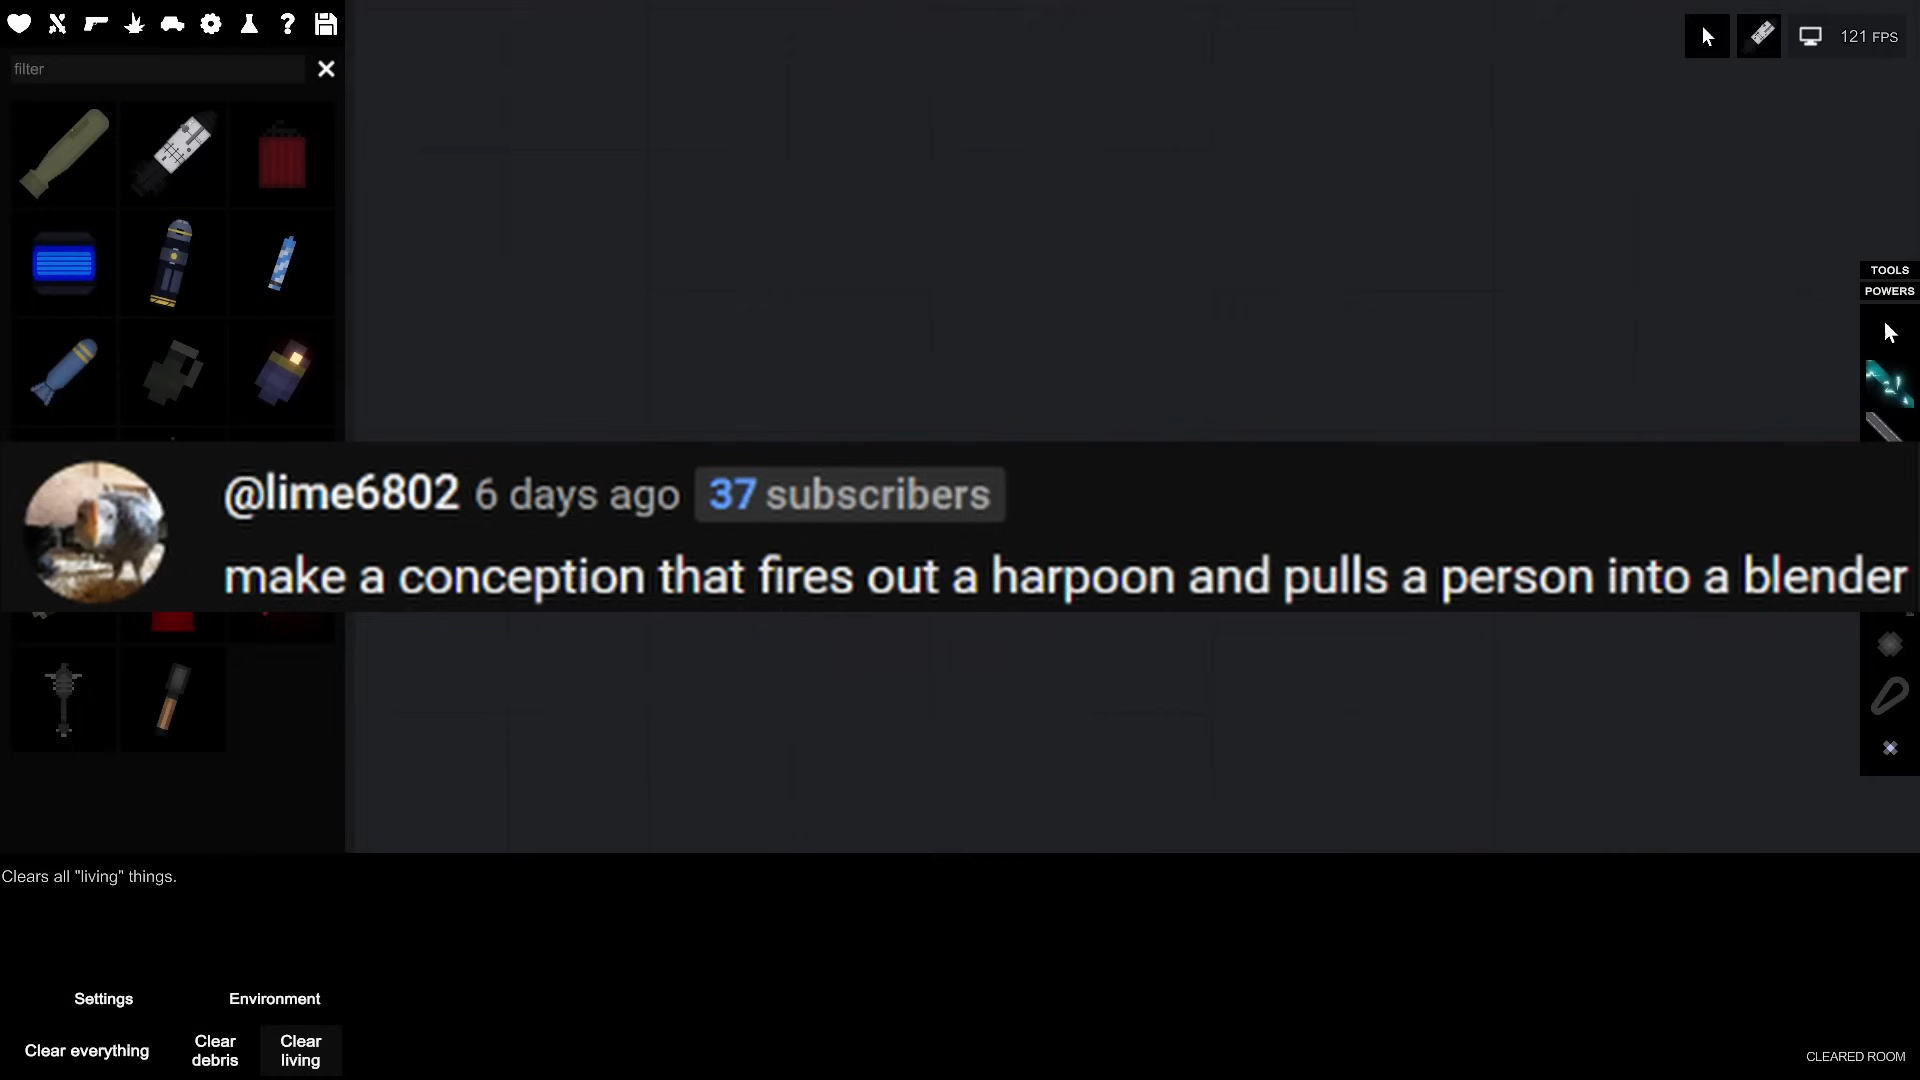 filter
121 FPS
TOOLS
POWERS
@lime6802 6 days ago 37 subscribers
make a conception that fires out a harpoon and pulls a person into a blender
Clears all "living" things.
Settings
Environment
Clear everything
Clear
debris
Clear
living
CLEARED ROOM